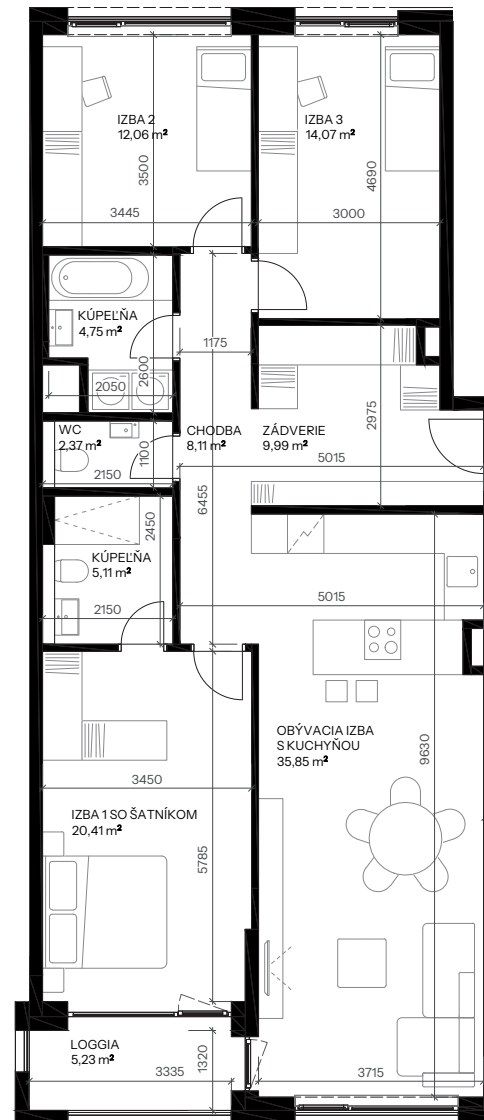 IZBA 2
12,06 m²
IZBA 3
14,07 m²
3500
4690
3445
3000
KÚPEĽŇA
4,75 m²
1175
2600
2050
2975
WC
2,37 m²
CHODBA
8,11 m²
ZÁDVERIE
9,99 m²
1100
2150
5015
6455
2450
KÚPEĽŇA
5,11 m²
2150
5015
OBÝVACIA IZBA
S KUCHYŇOU
35,85 m²
9630
3450
IZBA 1 SO ŠATNÍKOM
20,41 m²
5785
LOGGIA
5,23 m²
1320
3335
3715